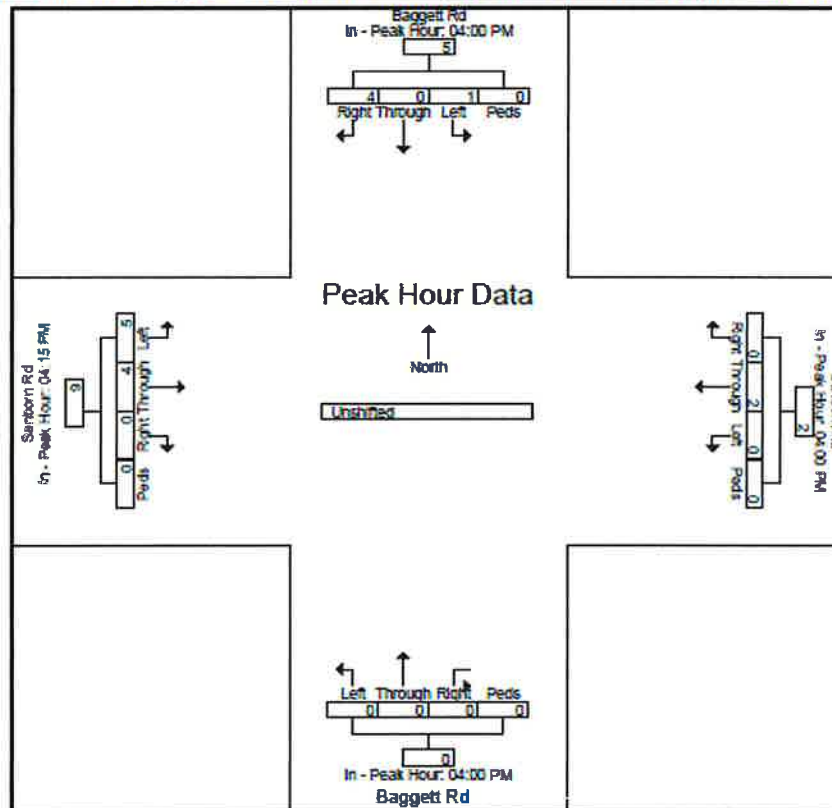 Baggett Rd
In - Peak Hour: 04:00 PM
5
4 0 1 0
Right Through Left Peds
Peak Hour Data
North
Unshifted
Sanborn Rd
In - Peak Hour: 04:15 PM
9
5 4 0 0
Left Through Right Peds
Right Through Left Peds
0 2 0 0
2
In - Peak Hour: 04:00 PM
Left Through Right Peds
0 0 0 0
0
In - Peak Hour: 04:00 PM
Baggett Rd